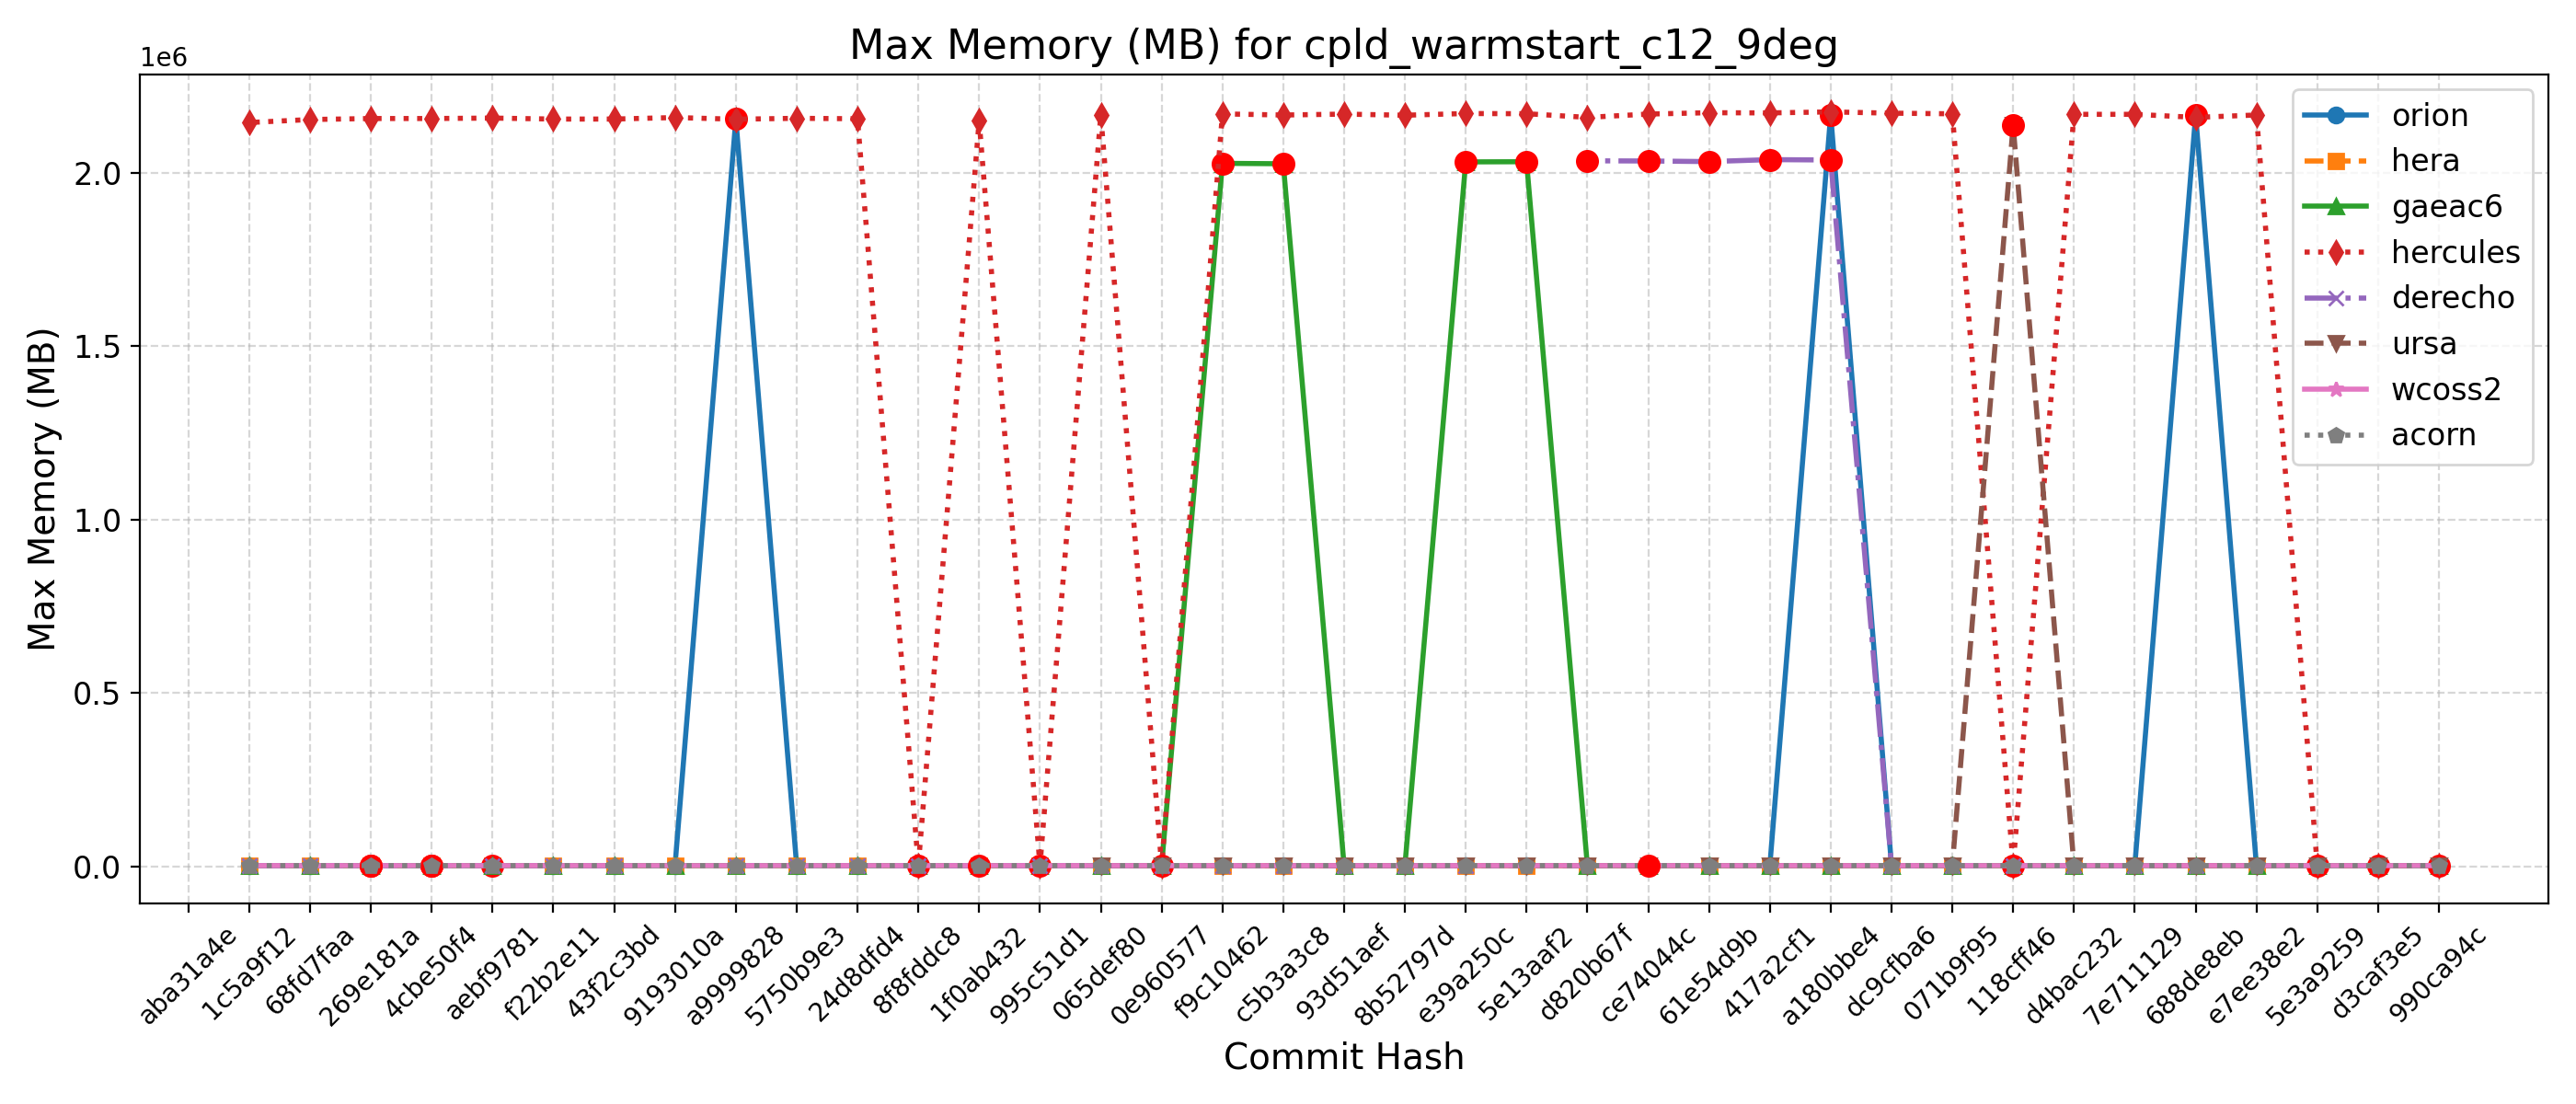 Max Memory (MB) for cpld_warmstart_c12_9deg
1e6
2.0
1.5
1.0
0.5
0.0
Max Memory (MB)
orion
hera
gaeac6
hercules
derecho
ursa
wcoss2
acorn
aba31a4e
1c5a9f12
68fd7faa
269e181a
4cbe50f4
aebf9781
f22b2e11
43f2c3bd
9193010a
a9999828
5750b9e3
24d8dfd4
8f8fddc8
1f0ab432
995c51d1
065def80
0e960577
f9c10462
c5b3a3c8
93d51aef
8b52797d
e39a250c
5e13aaf2
d820b67f
ce74044c
61e54d9b
417a2cf1
a180bbe4
dc9cfba6
071b9f95
118cff46
d4bac232
7e711129
688de8eb
e7ee38e2
5e3a9259
d3caf3e5
990ca94c
Commit Hash